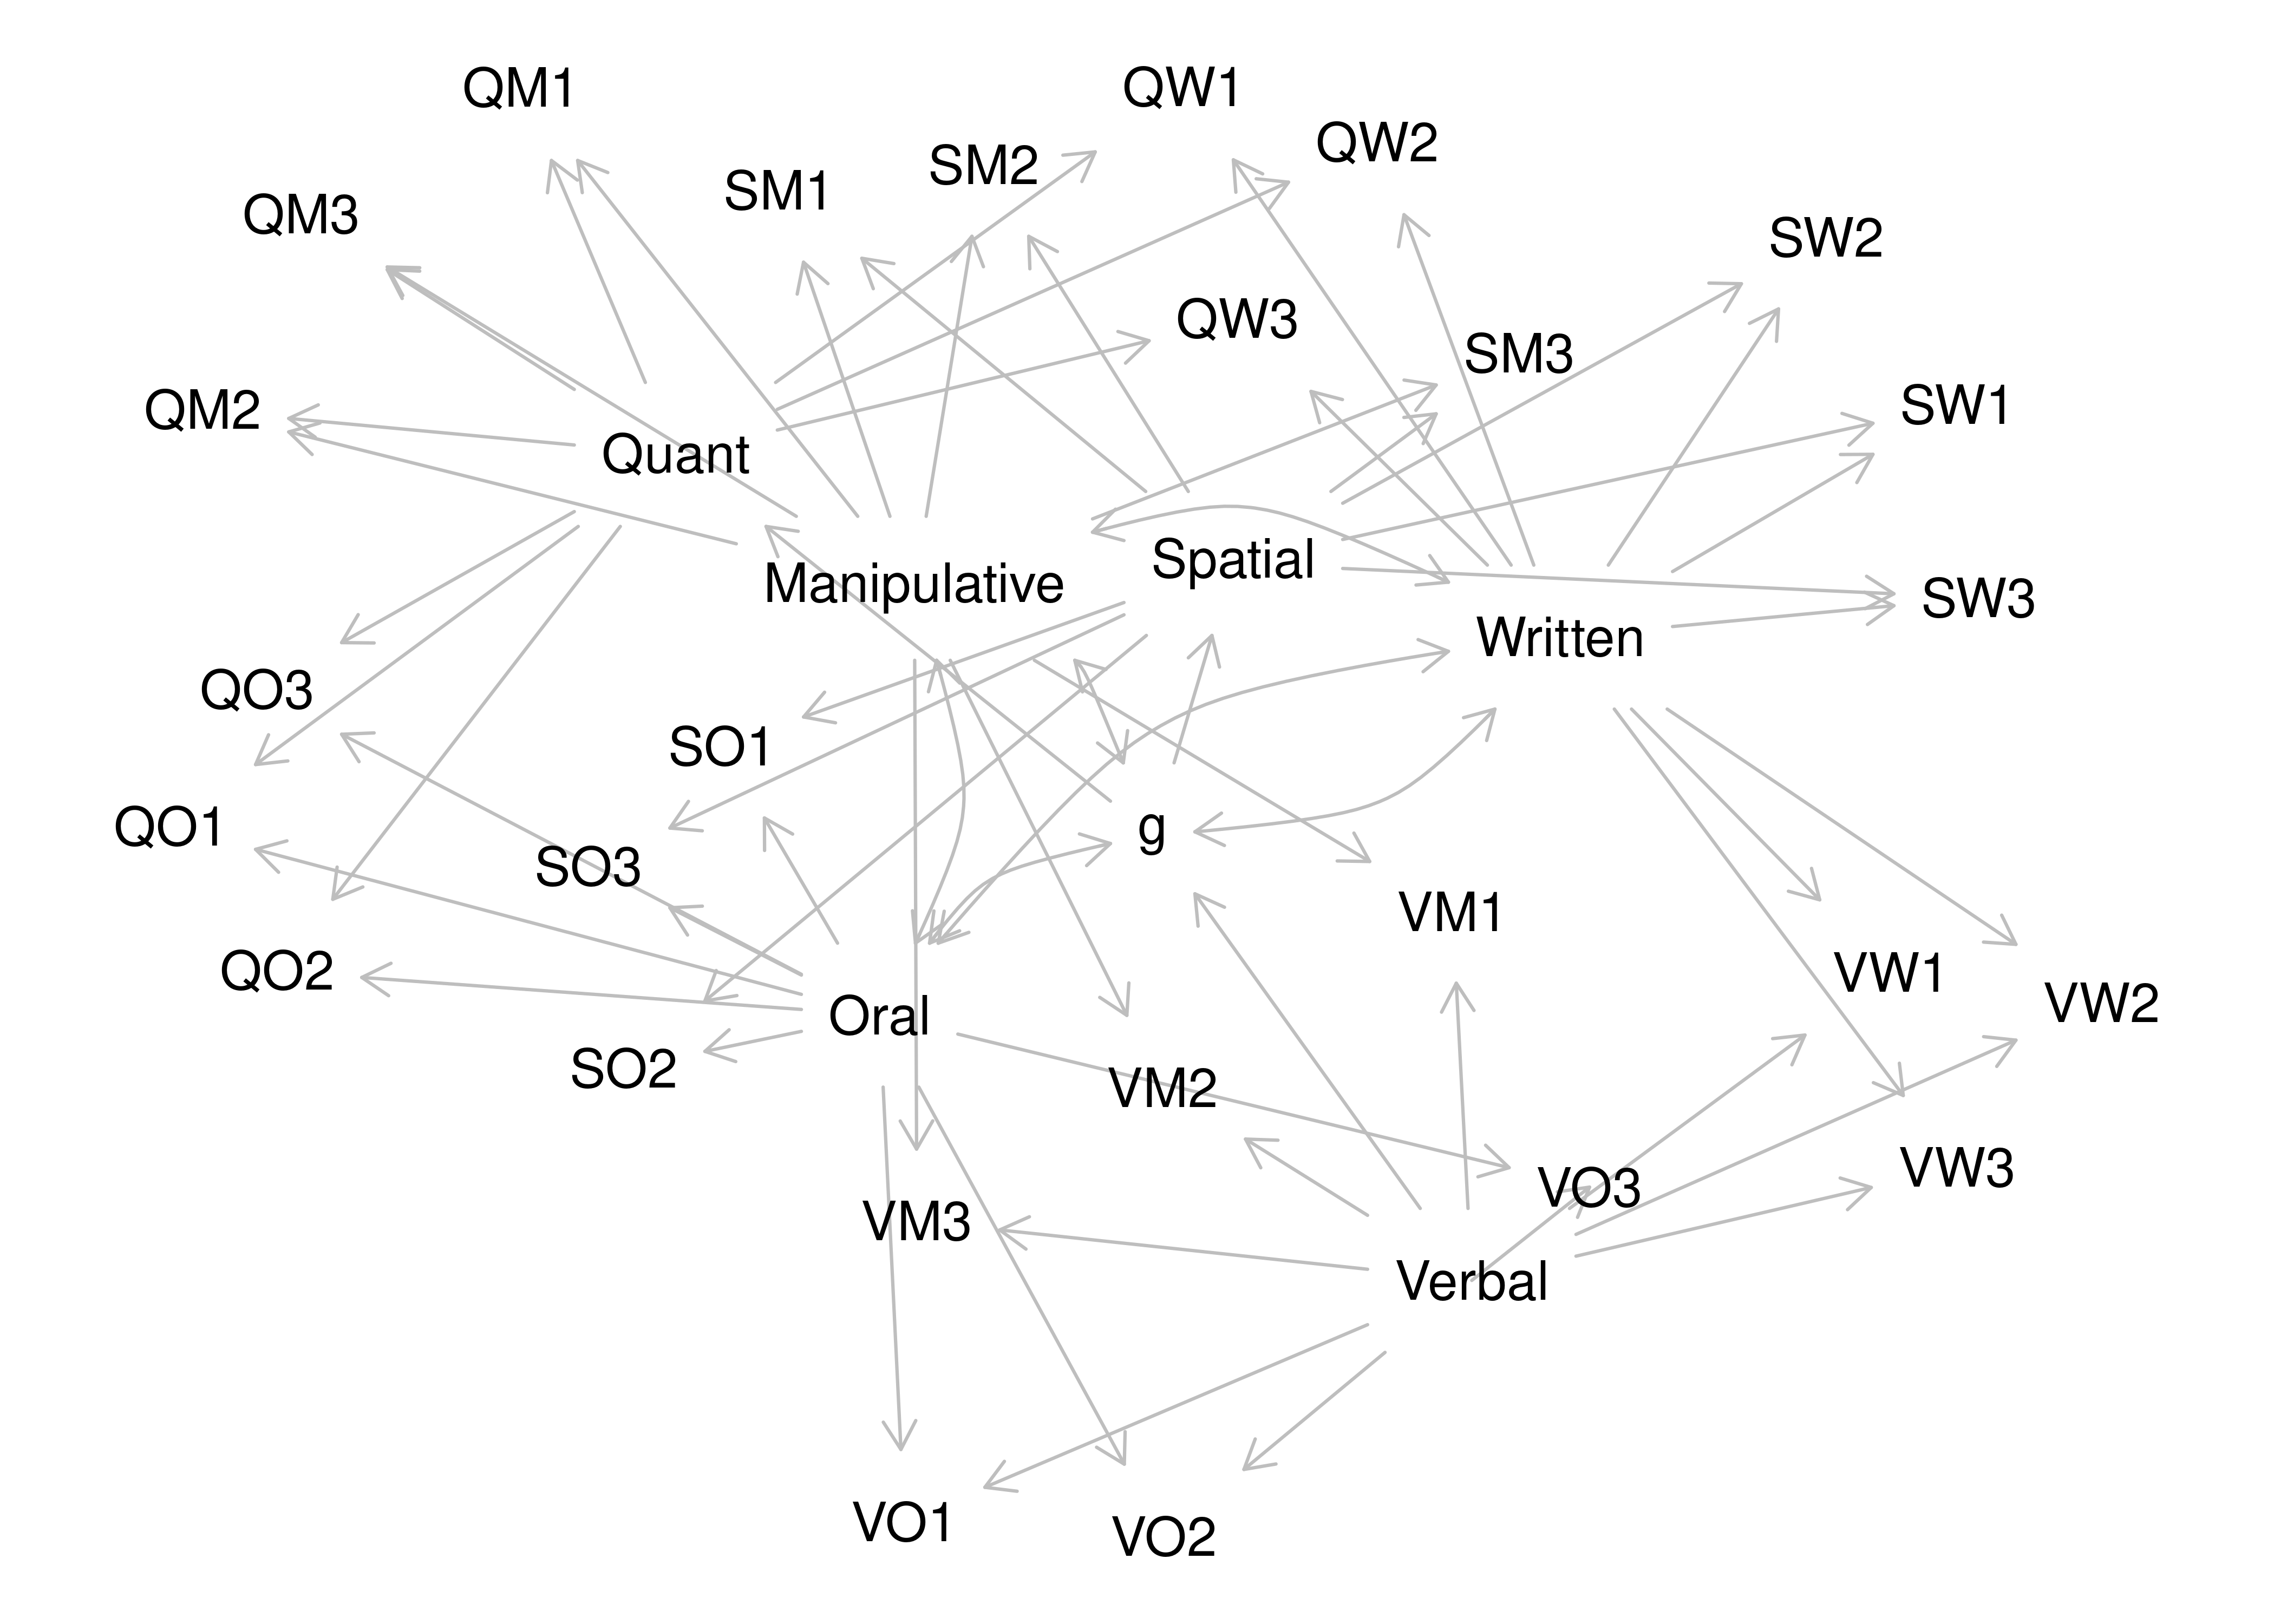 QM1
QW1
QW2
SM2
SM1
QM3
SW2
QW3
SM3
SW1
QM2
Quant
Spatial
Manipulative
SW3
Written
QO3
SO1
QO1
g
SO3
VM1
QO2
VW1
VW2
Oral
SO2
VM2
VW3
VO3
VM3
Verbal
VO1
VO2